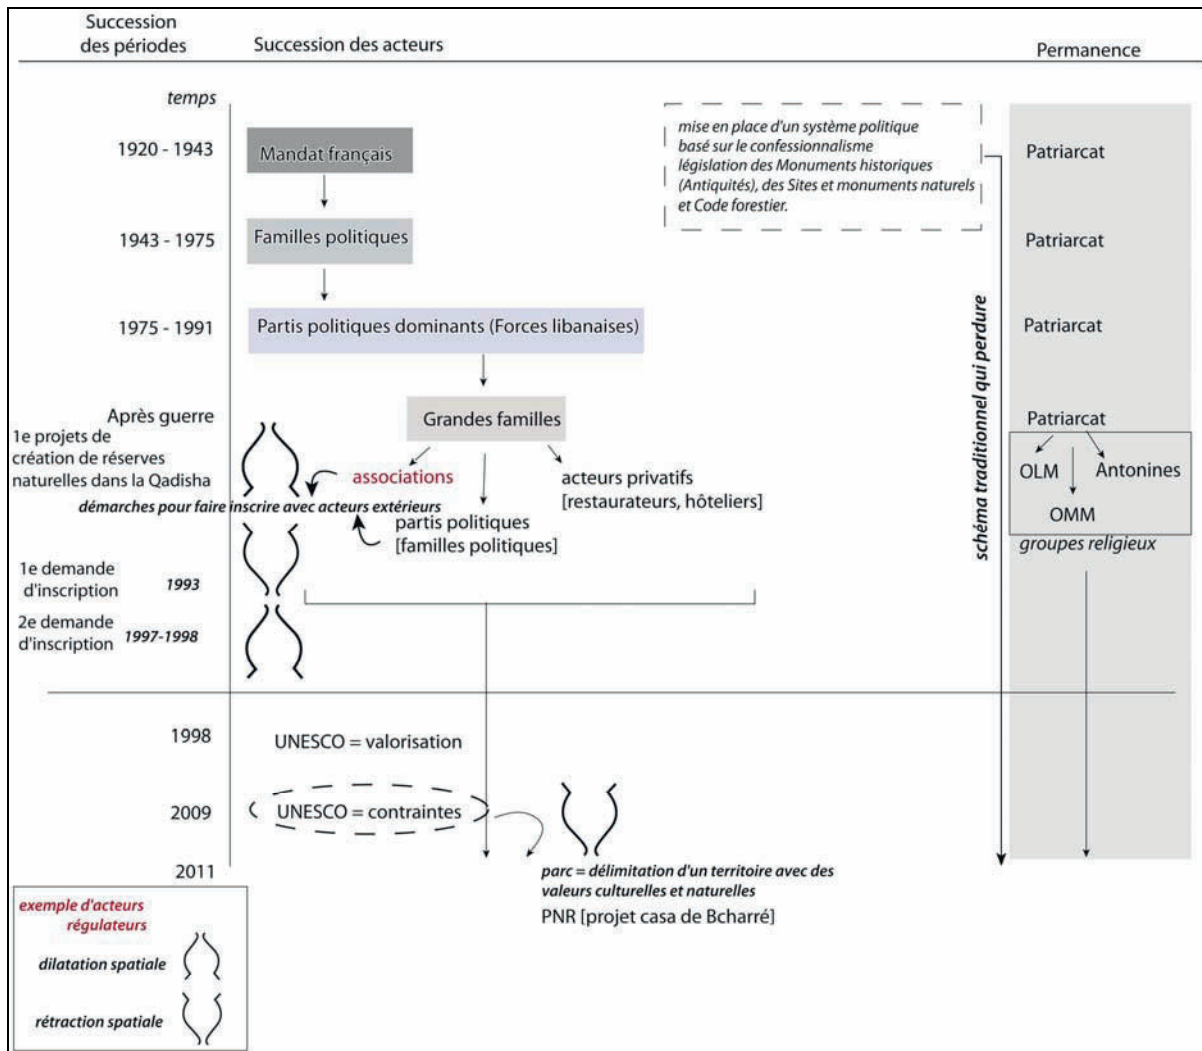 Succession
des périodes
Succession des acteurs
Permanence
temps
1920 - 1943
Mandat français
mise en place d'un système politique
basé sur le confessionnalisme
législation des Monuments historiques
(Antiquités), des Sites et monuments naturels
et Code forestier.
Patriarcat
1943 - 1975
Familles politiques
Patriarcat
1975 - 1991
Partis politiques dominants (Forces libanaises)
Patriarcat
schéma traditionnel qui perdure
Après guerre
Grandes familles
Patriarcat
1e projets de
création de réserves
naturelles dans la Qadisha
associations
acteurs privatifs
[restaurateurs, hôteliers]
OLM
Antonines
OMM
démarches pour faire inscrire avec acteurs extérieurs
partis politiques
[familles politiques]
groupes religieux
1e demande
d'inscription
1993
2e demande
d'inscription
1997-1998
1998
UNESCO = valorisation
2009
UNESCO = contraintes
2011
parc = délimitation d'un territoire avec des
valeurs culturelles et naturelles
PNR [projet casa de Bcharré]
exemple d'acteurs
régulateurs
dilatation spatiale
rétraction spatiale